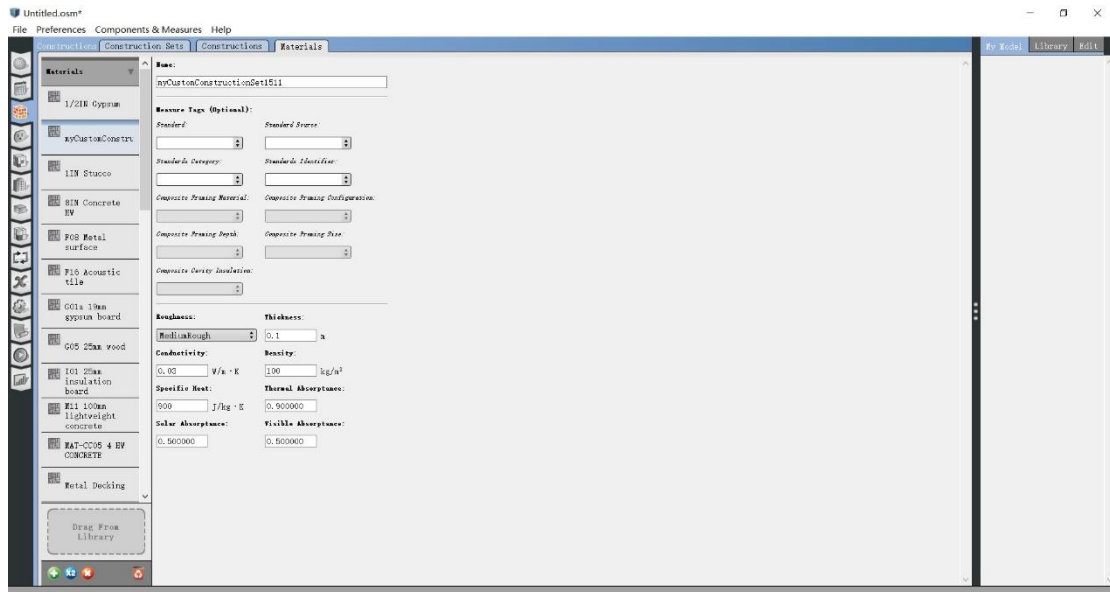 Untitled.osm*
File Preferences Components & Measures Help
Constructions Construction Sets Constructions Materials My Model Library Edit
Materials
1/2IN Gypsum
myCustomConstru
1IN Stucco
8IN Concrete
HW
F08 Metal
surface
F16 Acoustic
tile
G01a 19mm
gypsum board
G05 25mm wood
I01 25mm
insulation
board
M11 100mm
lightweight
concrete
MAT-CC05 4 HW
CONCRETE
Metal Decking
Drag From
Library
Name:
myCustomConstructionSet1511
Measure Tags (Optional):
Standard: Standard Source:
Standards Category: Standards Identifier:
Composite Framing Material: Composite Framing Configuration:
Composite Framing Depth: Composite Framing Size:
Composite Cavity Insulation:
Roughness: Thickness:
MediumRough 0.1 m
Conductivity: Density:
0.03 W/m·K 100 kg/m³
Specific Heat: Thermal Absorptance:
900 J/kg·K 0.900000
Solar Absorptance: Visible Absorptance:
0.500000 0.500000